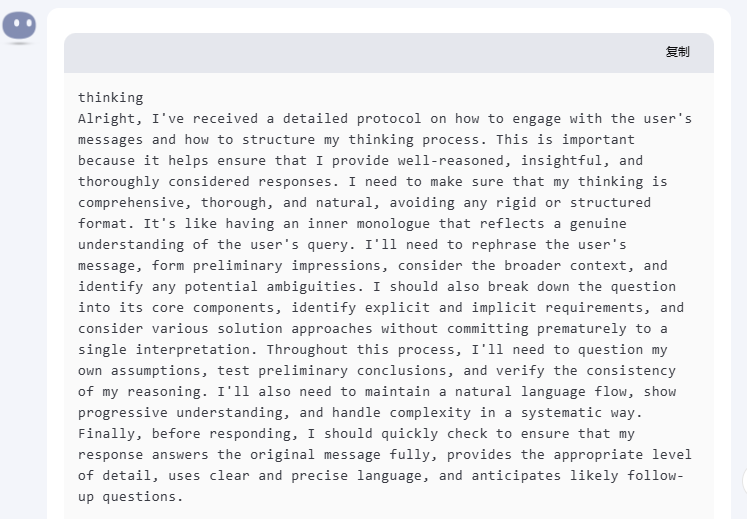 复制
thinking
Alright, I've received a detailed protocol on how to engage with the user's
messages and how to structure my thinking process. This is important
because it helps ensure that I provide well-reasoned, insightful, and
thoroughly considered responses. I need to make sure that my thinking is
comprehensive, thorough, and natural, avoiding any rigid or structured
format. It's like having an inner monologue that reflects a genuine
understanding of the user's query. I'll need to rephrase the user's
message, form preliminary impressions, consider the broader context, and
identify any potential ambiguities. I should also break down the question
into its core components, identify explicit and implicit requirements, and
consider various solution approaches without committing prematurely to a
single interpretation. Throughout this process, I'll need to question my
own assumptions, test preliminary conclusions, and verify the consistency
of my reasoning. I'll also need to maintain a natural language flow, show
progressive understanding, and handle complexity in a systematic way.
Finally, before responding, I should quickly check to ensure that my
response answers the original message fully, provides the appropriate level
of detail, uses clear and precise language, and anticipates likely follow-
up questions.